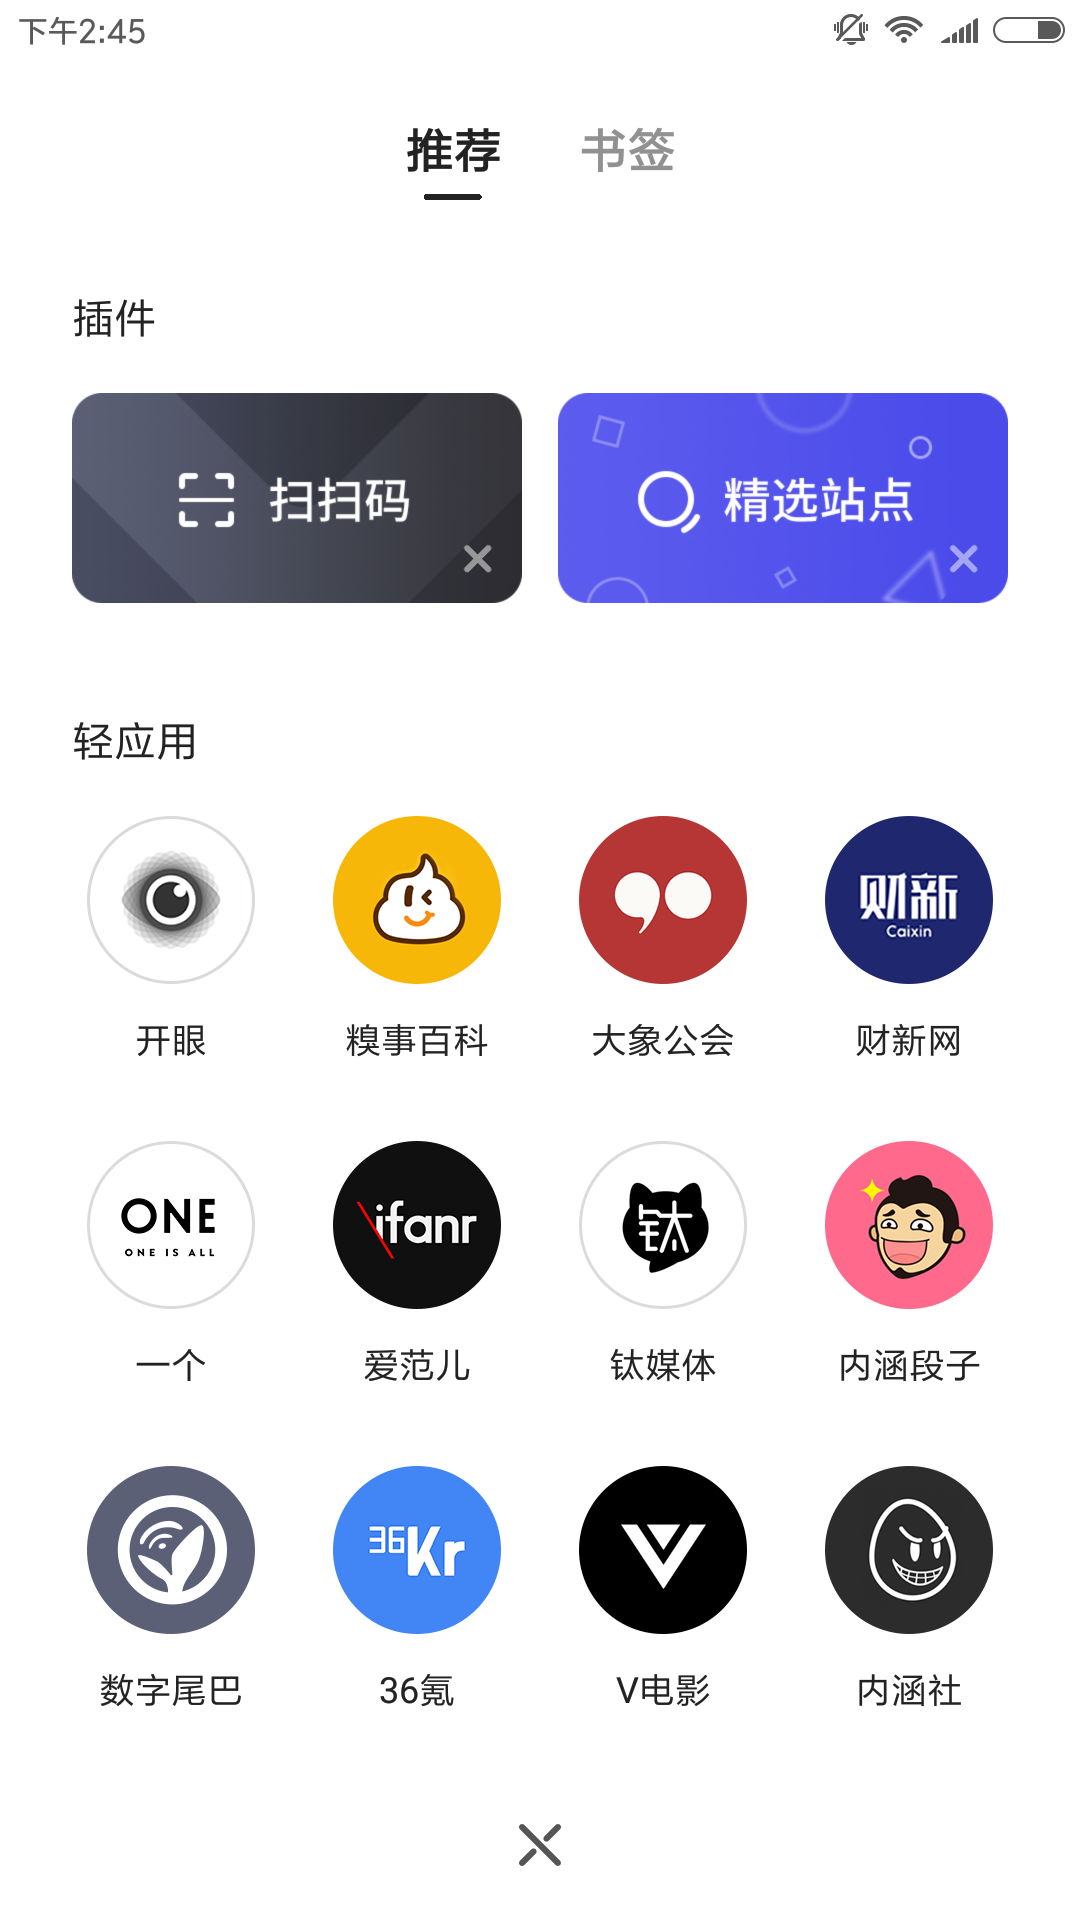 下午2:45
推荐 书签
插件
扫扫码 精选站点
轻应用
财新
Caixin
开眼 糗事百科 大象公会 财新网
ONE
ONE IS ALL
ifanr
钛
一个 爱范儿 钛媒体 内涵段子
36Kr
数字尾巴 36氪 V电影 内涵社